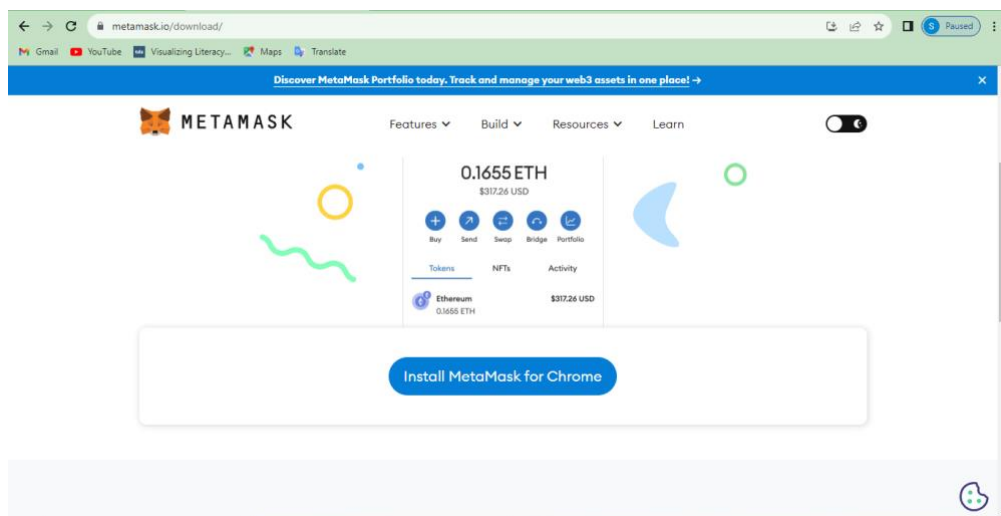 metamask.io/download/
S Paused
Gmail YouTube Visualizing Literacy... Maps Translate
Discover MetaMask Portfolio today. Track and manage your web3 assets in one place! →
METAMASK Features Build Resources Learn
0.1655 ETH
$317.26 USD
Buy Send Swap Bridge Portfolio
Tokens NFTs Activity
Ethereum $317.26 USD
0.1655 ETH
Install MetaMask for Chrome